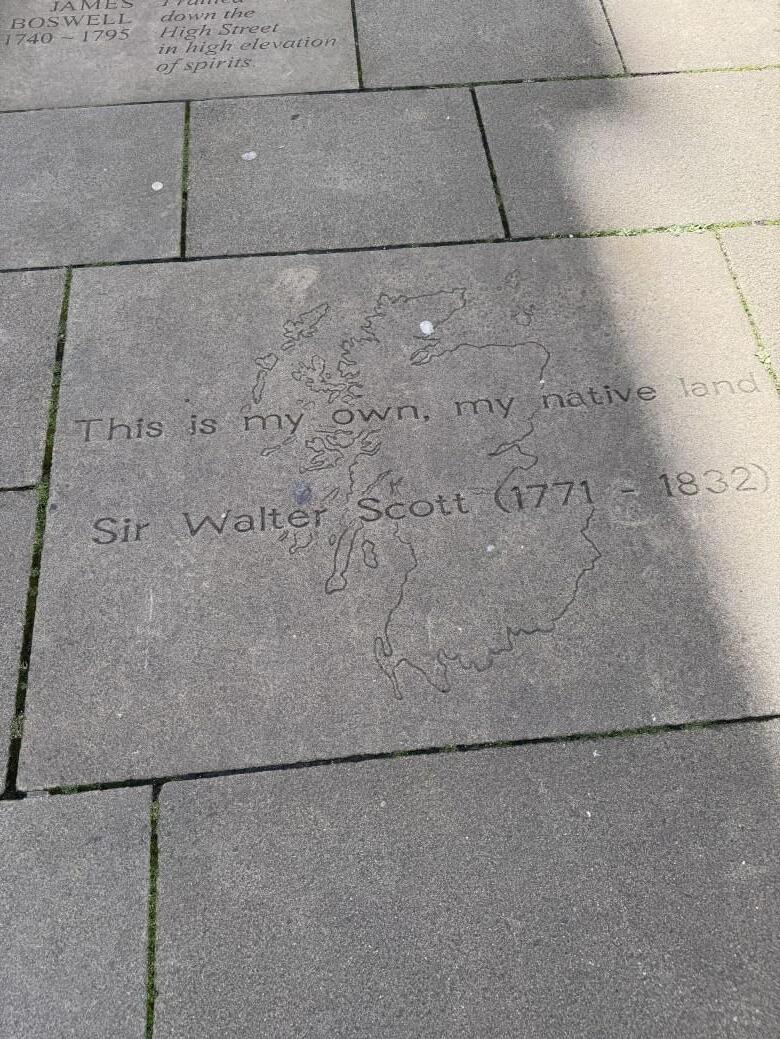 JAMES
BOSWELL
1740 ~ 1795
I rattled
down the
High Street
in high elevation
of spirits
This is my own, my native land
Sir Walter Scott (1771 - 1832)